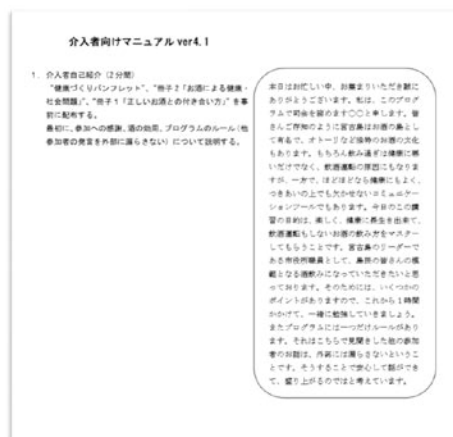 介入者向けマニュアル ver4.1
1. 介入者自己紹介（2分間）
"健康づくりパンフレット"、"冊子2「お酒による健康・
社会問題」、"冊子1「正しいお酒との付き合い方」"を事
前に配布する。
最初に、参加への感謝、酒の効用、プログラムのルール（他
参加者の発言を外部に漏らさない）について説明する。
本日はお忙しい中、お集まりいただき誠に
ありがとうございます。私は、このプログ
ラムで司会を務めます〇〇と申します。皆
さんご存知のように宮古島はお酒の島とし
て有名で、オトーリなど独特のお酒の文化
もあります。もちろん飲み過ぎは健康に悪
いだけでなく、飲酒運転の原因にもなりま
すが、一方で、ほどほどなら健康にもよく、
つきあいの上でも欠かせないコミュニケー
ションツールでもあります。今日のこの講
習の目的は、楽しく、健康に長生き出来て、
飲酒運転もしないお酒の飲み方をマスター
してもらうことです。宮古島のリーダーで
ある市役所職員として、島民の皆さんの模
範となる酒飲みになっていただきたいと思
っております。そのためには、いくつかの
ポイントがありますので、これから1時間
かかけて、一緒に勉強していきましょう。
またプログラムには一つだけルールがあり
ます。それはこちらで見聞きした他の参加
者のお話は、外部には漏らさないというこ
とです。そうすることで安心して話ができ
て、盛り上がるのではと考えています。